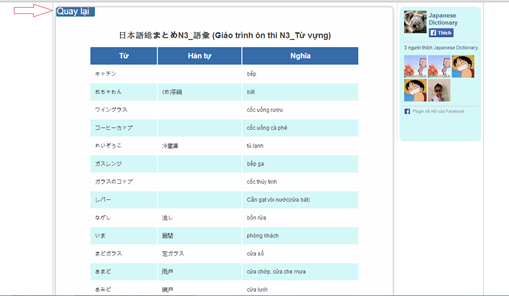 Quay lại
日本語総まとめN3_語彙 (Giáo trình ôn thi N3_Từ vựng)
Từ Hán tự Nghĩa
キッチン bếp
おちゃわん (お)茶碗 bát
ワイングラス cốc uống rượu
コーヒーカップ cốc uống cà phê
れいぞうこ 冷蔵庫 tủ lạnh
ガスレンジ bếp ga
ガラスのコップ cốc thủy tinh
レバー Cần gạt vòi nước(rửa bát)
ながし 流し bồn rửa
いま 居間 phòng khách
まどガラス 窓ガラス cửa sổ
あまど 雨戸 cửa chớp, cửa che mưa
あみど 網戸 cửa lưới
Japanese
Dictionary
Thích
3 người thích Japanese Dictionary.
Plugin xã hội của Facebook